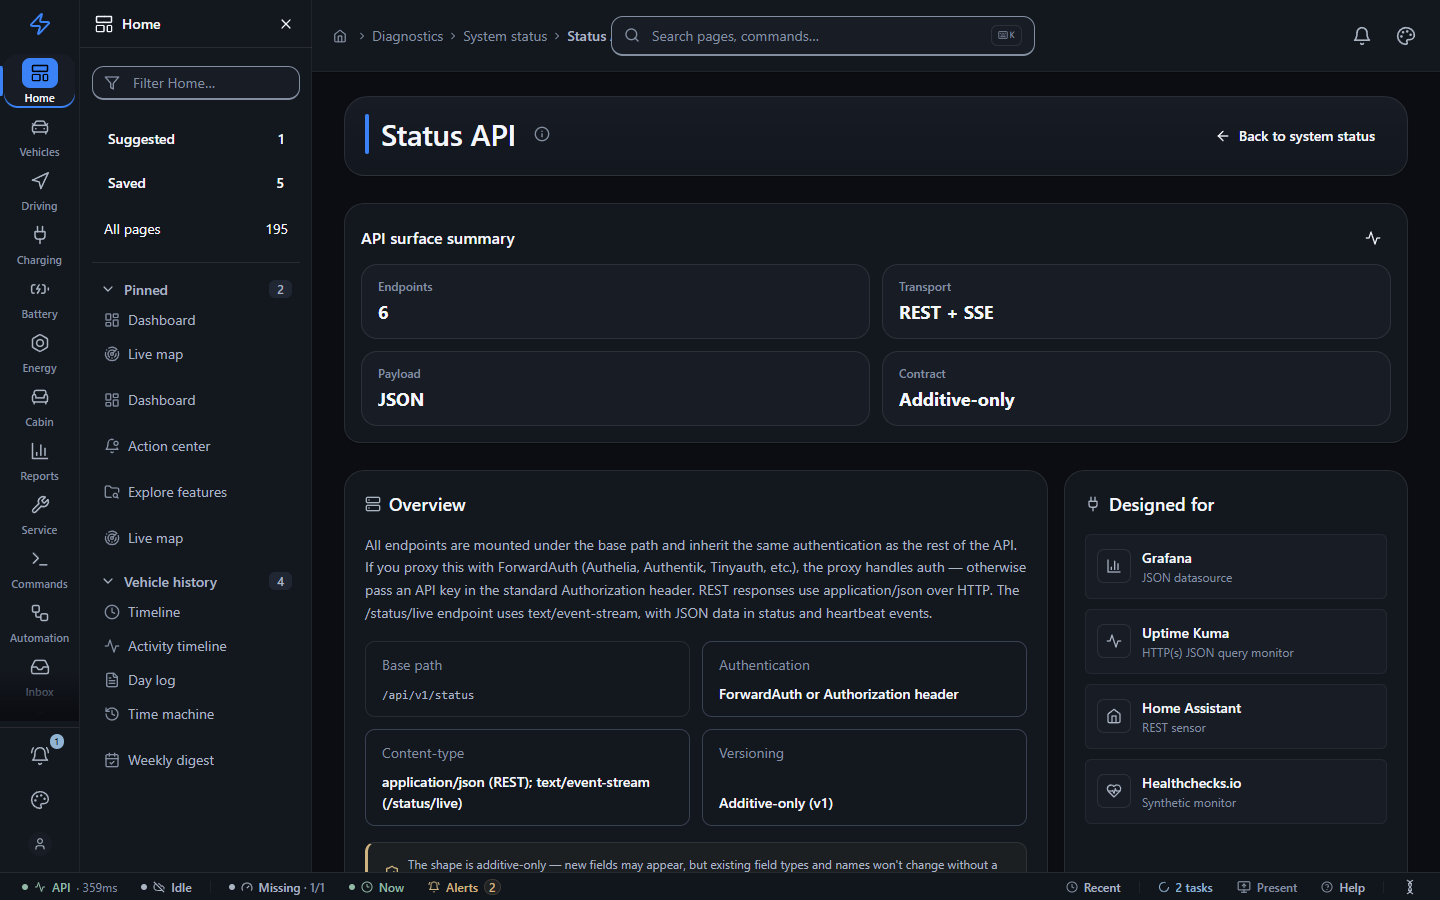 Home
Diagnostics
System status
Status
Search pages, commands...
K
Home
Vehicles
Driving
Charging
Battery
Energy
Cabin
Reports
Service
Commands
Automation
Inbox
1
Filter Home...
Suggested 1
Saved 5
All pages 195
Pinned 2
Dashboard
Live map
Dashboard
Action center
Explore features
Live map
Vehicle history 4
Timeline
Activity timeline
Day log
Time machine
Weekly digest
Status API
Back to system status
API surface summary
Endpoints
6
Transport
REST + SSE
Payload
JSON
Contract
Additive-only
Overview
All endpoints are mounted under the base path and inherit the same authentication as the rest of the API.
If you proxy this with ForwardAuth (Authelia, Authentik, Tinyauth, etc.), the proxy handles auth — otherwise
pass an API key in the standard Authorization header. REST responses use application/json over HTTP. The
/status/live endpoint uses text/event-stream, with JSON data in status and heartbeat events.
Base path
/api/v1/status
Authentication
ForwardAuth or Authorization header
Content-type
application/json (REST); text/event-stream
(/status/live)
Versioning
Additive-only (v1)
The shape is additive-only — new fields may appear, but existing field types and names won't change without a
Designed for
Grafana
JSON datasource
Uptime Kuma
HTTP(s) JSON query monitor
Home Assistant
REST sensor
Healthchecks.io
Synthetic monitor
API · 359ms
Idle
Missing · 1/1
Now
Alerts 2
Recent
2 tasks
Present
Help